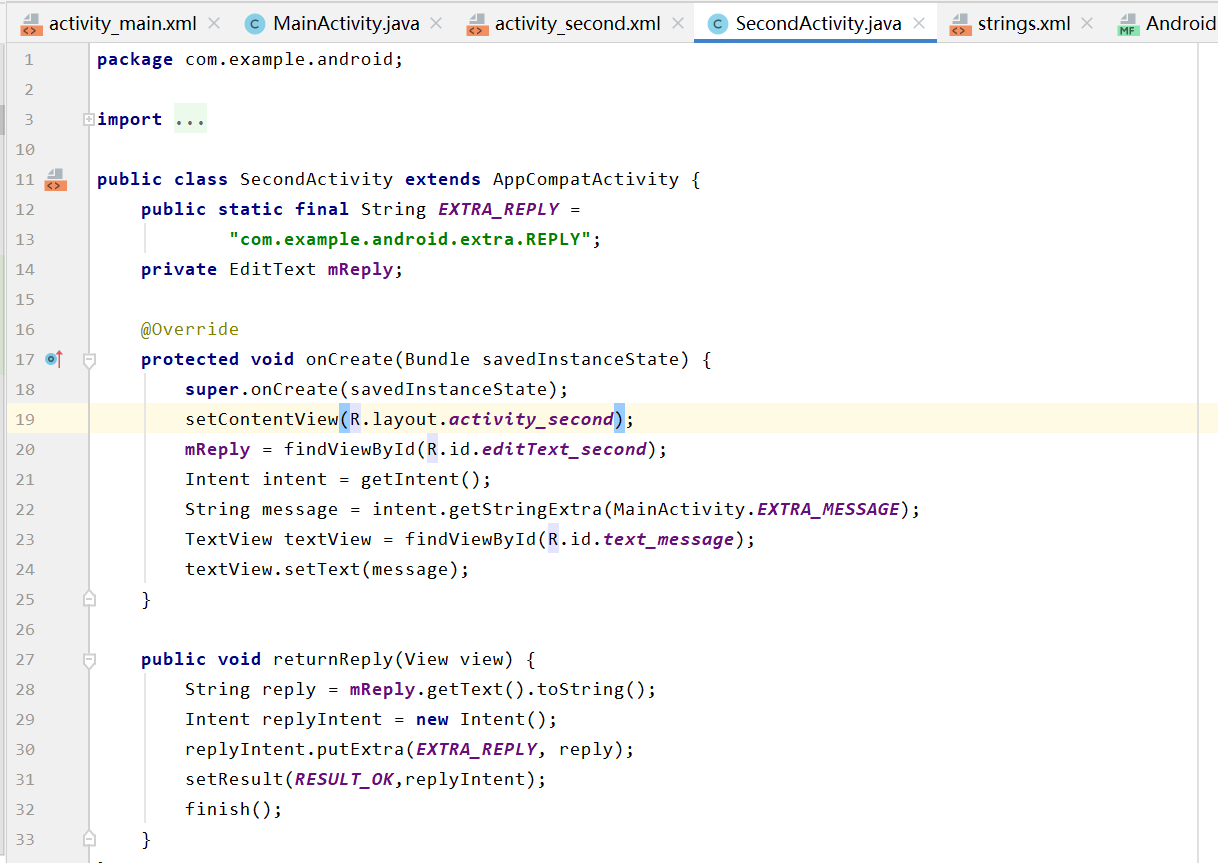 activity_main.xml MainActivity.java activity_second.xml SecondActivity.java strings.xml Android
1 package com.example.android;
2
3 import ...
10
11 public class SecondActivity extends AppCompatActivity {
12 public static final String EXTRA_REPLY =
13 "com.example.android.extra.REPLY";
14 private EditText mReply;
15
16 @Override
17 protected void onCreate(Bundle savedInstanceState) {
18 super.onCreate(savedInstanceState);
19 setContentView(R.layout.activity_second);
20 mReply = findViewById(R.id.editText_second);
21 Intent intent = getIntent();
22 String message = intent.getStringExtra(MainActivity.EXTRA_MESSAGE);
23 TextView textView = findViewById(R.id.text_message);
24 textView.setText(message);
25 }
26
27 public void returnReply(View view) {
28 String reply = mReply.getText().toString();
29 Intent replyIntent = new Intent();
30 replyIntent.putExtra(EXTRA_REPLY, reply);
31 setResult(RESULT_OK,replyIntent);
32 finish();
33 }